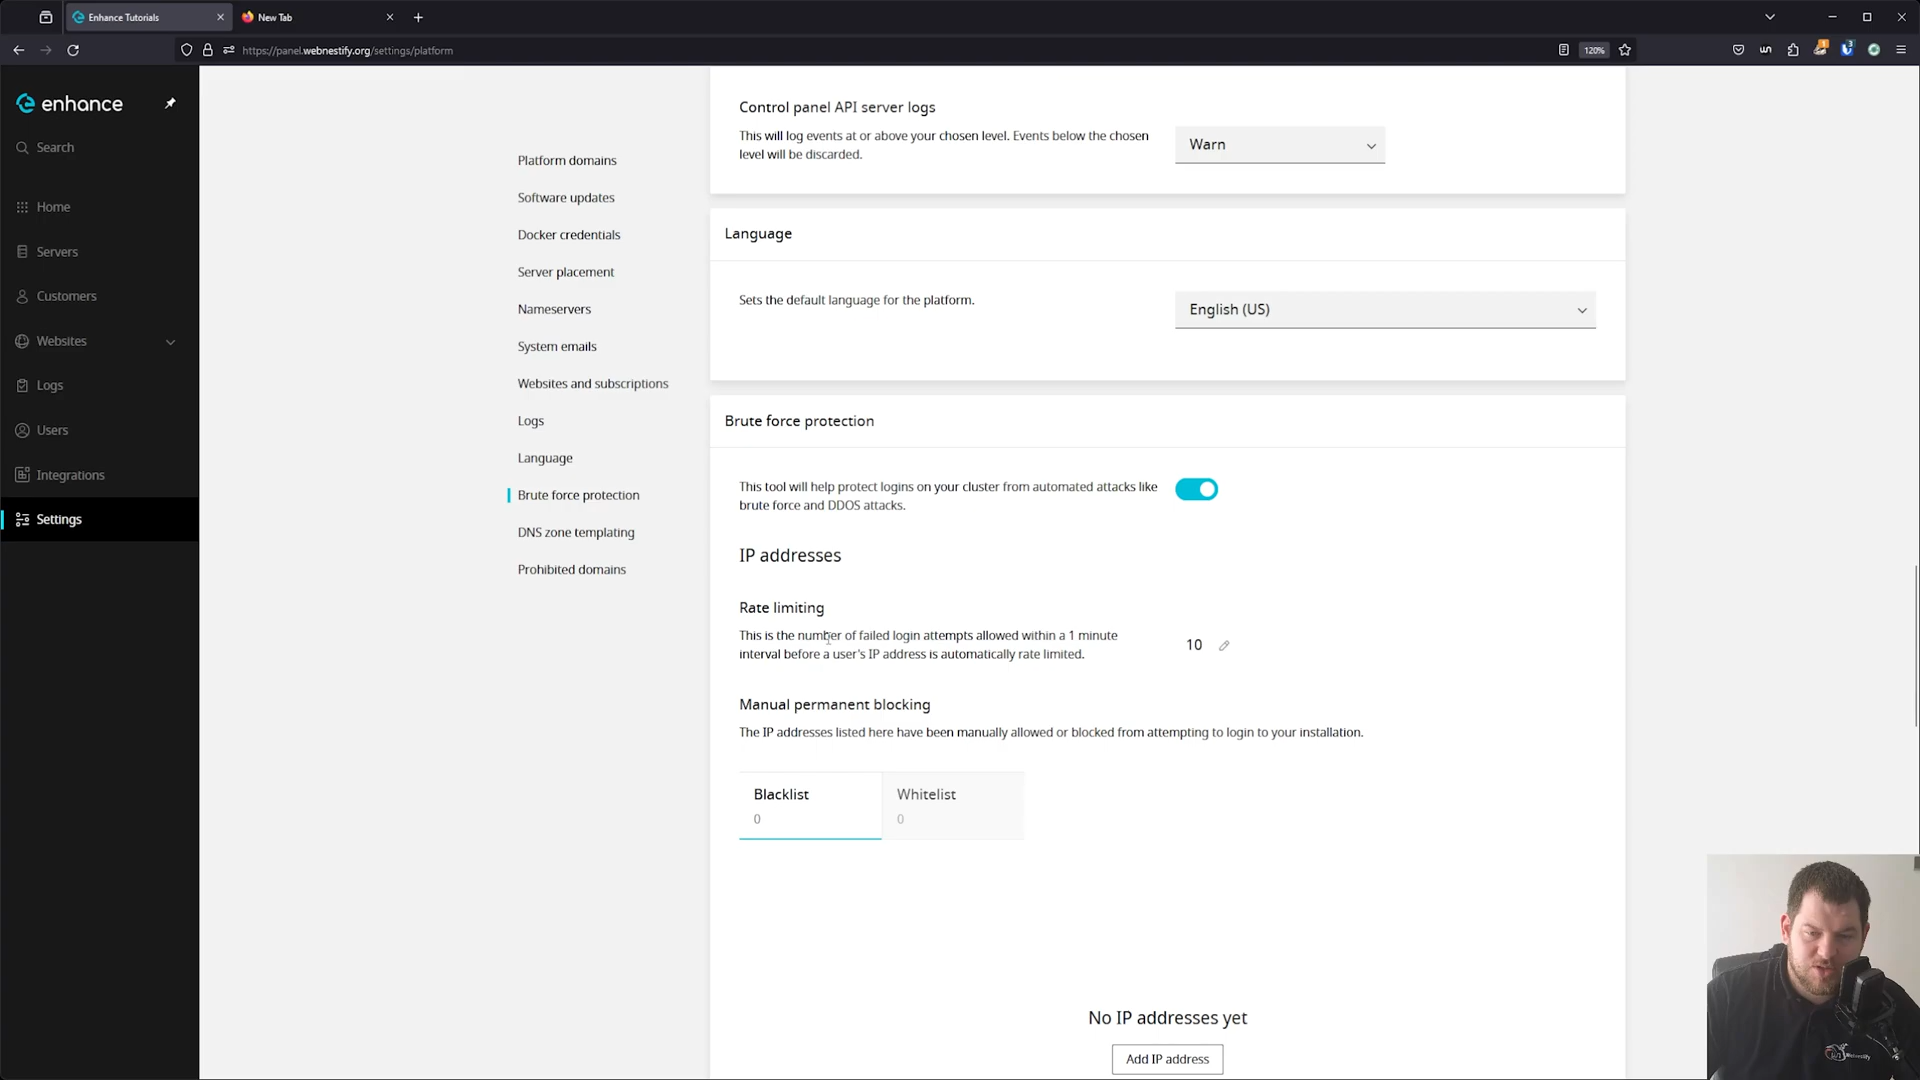 Enhance Tutorials
New Tab
https://panel.webnestify.org/settings/platform
120%
enhance
Search
Home
Servers
Customers
Websites
Logs
Users
Integrations
Settings
Platform domains
Software updates
Docker credentials
Server placement
Nameservers
System emails
Websites and subscriptions
Logs
Language
Brute force protection
DNS zone templating
Prohibited domains
Control panel API server logs
This will log events at or above your chosen level. Events below the chosen
level will be discarded.
Warn
Language
Sets the default language for the platform.
English (US)
Brute force protection
This tool will help protect logins on your cluster from automated attacks like
brute force and DDOS attacks.
IP addresses
Rate limiting
This is the number of failed login attempts allowed within a 1 minute
interval before a user's IP address is automatically rate limited.
10
Manual permanent blocking
The IP addresses listed here have been manually allowed or blocked from attempting to login to your installation.
Blacklist
0
Whitelist
0
No IP addresses yet
Add IP address
Webnestify